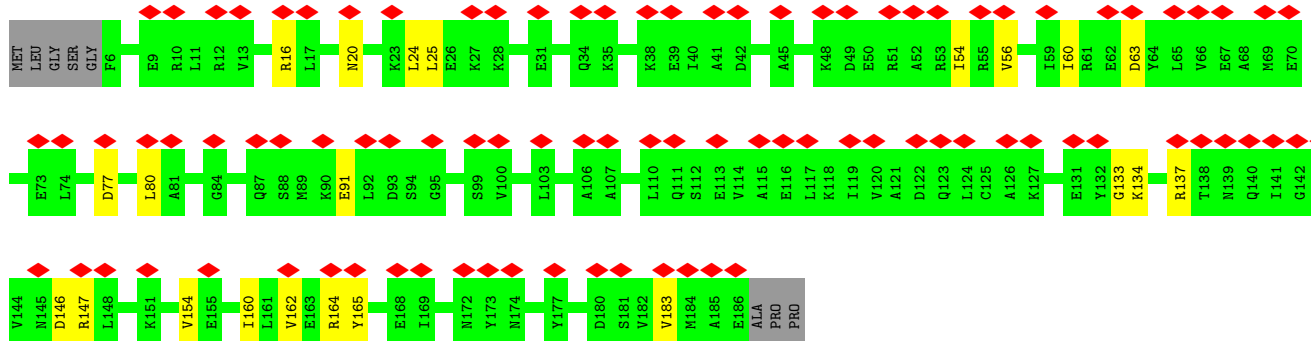 MET LEU GLY SER GLY F6 E9 R10 L11 R12 V13 R16 L17 N20 K23 L24 L25 E26 K27 K28 E31 Q34 K35 K38 E39 I40 A41 D42 A45 K48 D49 E50 R51 A52 R53 I54 R55 V56 I59 I60 R61 E62 D63 Y64 L65 V66 E67 A68 M69 E70
E73 L74 D77 L80 A81 G84 Q87 S88 M89 K90 E91 L92 D93 S94 G95 S99 V100 L103 A106 A107 L110 Q111 S112 E113 V114 A115 E116 L117 K118 I119 V120 A121 D122 Q123 L124 C125 A126 K127 E131 Y132 G133 K134 R137 T138 N139 Q140 I141 G142
V144 N145 D146 R147 L148 K151 V154 E155 I160 L161 V162 E163 R164 Y165 E168 I169 N172 Y173 N174 Y177 D180 S181 V182 V183 M184 A185 E186 ALA PRO PRO